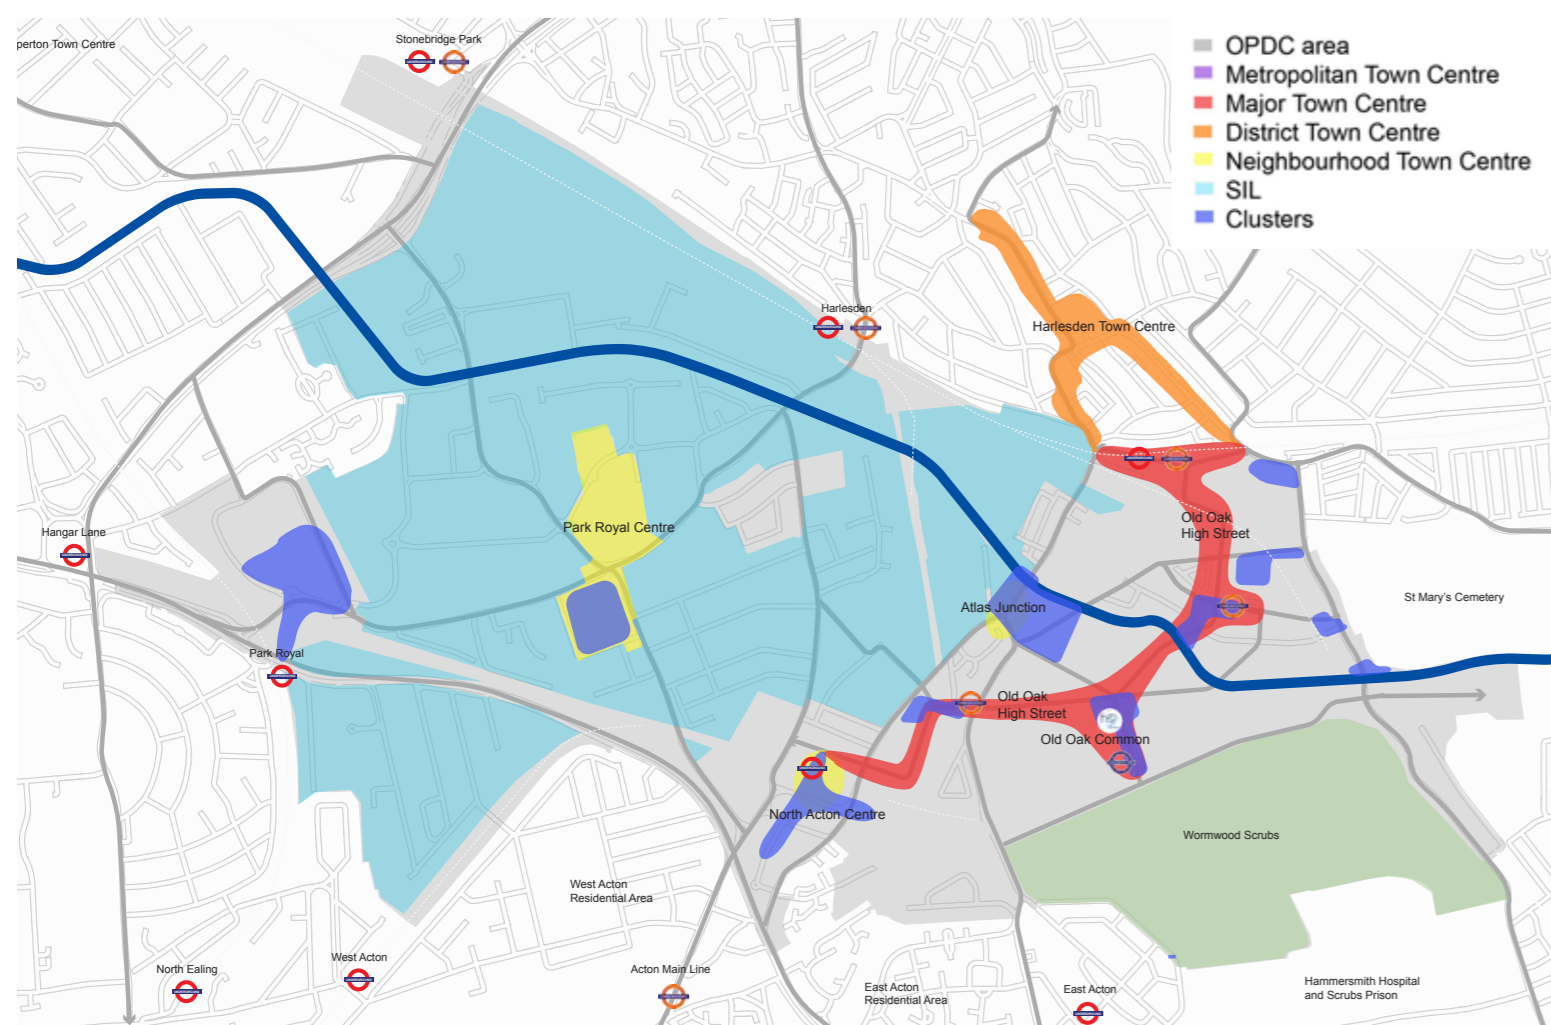 OPDC area
Metropolitan Town Centre
Major Town Centre
District Town Centre
Neighbourhood Town Centre
SIL
Clusters
perton Town Centre
Stonebridge Park
Harlesden
Harlesden Town Centre
Hangar Lane
Park Royal Centre
Old Oak
High Street
Atlas Junction
St Mary's Cemetery
Park Royal
Old Oak
High Street
Old Oak Common
North Acton Centre
Wormwood Scrubs
West Acton
Residential Area
West Acton
North Ealing
Acton Main Line
East Acton
Residential Area
East Acton
Hammersmith Hospital
and Scrubs Prison